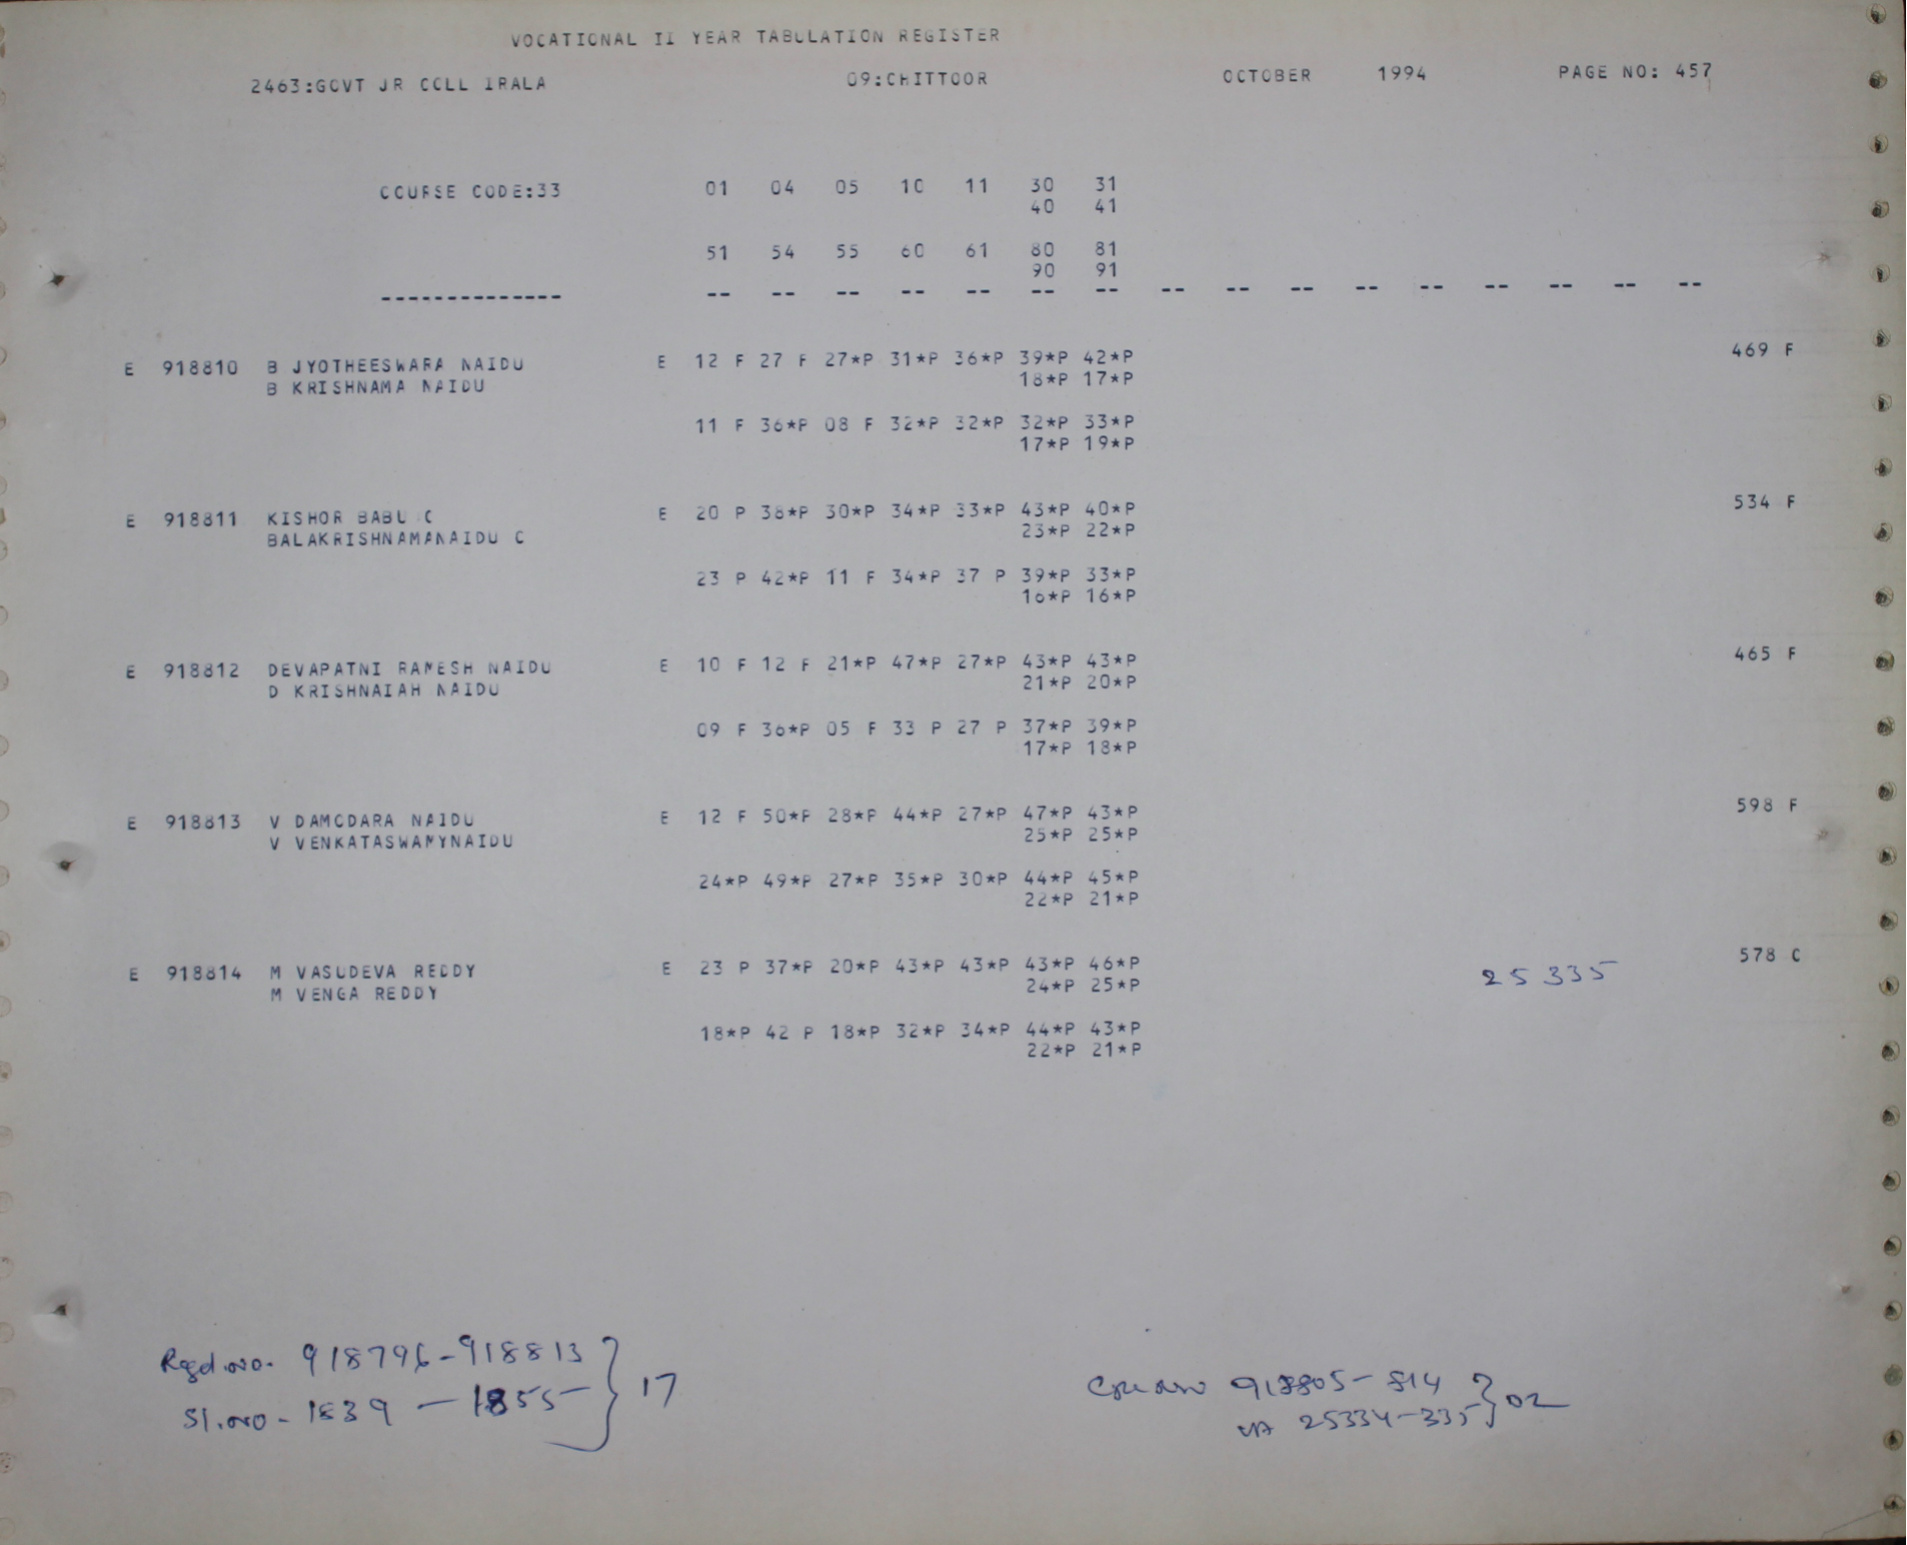 VOCATIONAL II YEAR TABULATION REGISTER
2463:GOVT JR COLL IRALA 09:CHITTOOR OCTOBER 1994 PAGE NO: 457
COURSE CODE:33 01 04 05 10 11 30 31
40 41
51 54 55 60 61 80 81
90 91
-------------- -- -- -- -- -- -- -- -- -- -- -- -- -- -- -- --
E 918810 B JYOTHEESWARA NAIDU E 12 F 27 F 27*P 31*P 36*P 39*P 42*P 469 F
B KRISHNAMA NAIDU 18*P 17*P
11 F 36*P 08 F 32*P 32*P 32*P 33*P
17*P 19*P
E 918811 KISHOR BABU C E 20 P 38*P 30*P 34*P 33*P 43*P 40*P 534 F
BALAKRISHNAMANAIDU C 23*P 22*P
23 P 42*P 11 F 34*P 37 P 39*P 33*P
16*P 16*P
E 918812 DEVAPATNI RAMESH NAIDU E 10 F 12 F 21*P 47*P 27*P 43*P 43*P 465 F
D KRISHNAIAH NAIDU 21*P 20*P
09 F 36*P 05 F 33 P 27 P 37*P 39*P
17*P 18*P
E 918813 V DAMODARA NAIDU E 12 F 50*P 28*P 44*P 27*P 47*P 43*P 598 F
V VENKATASWAMYNAIDU 25*P 25*P
24*P 49*P 27*P 35*P 30*P 44*P 45*P
22*P 21*P
E 918814 M VASUDEVA REDDY E 23 P 37*P 20*P 43*P 43*P 43*P 46*P 25335 578 C
M VENGA REDDY 24*P 25*P
18*P 42 P 18*P 32*P 34*P 44*P 43*P
22*P 21*P
Rgd.no. 918796-918813 } 17
Sl.no - 1839 - 1855
918805-814 } 02
25334-335